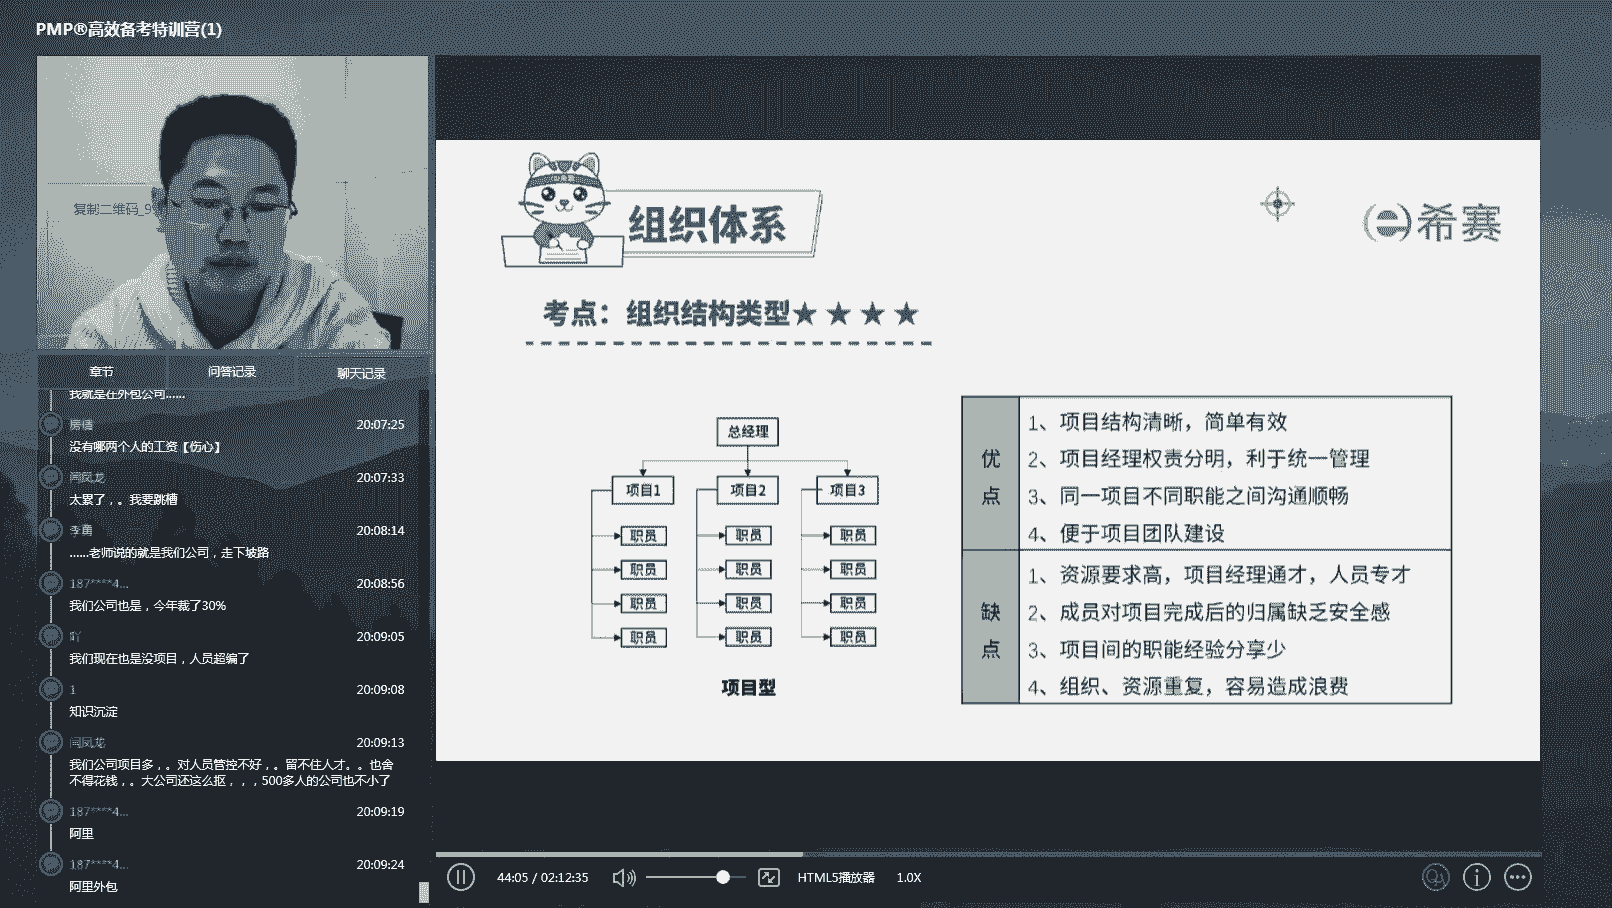 PMP®高效备考特训营(1)
复制二维码_9
章节
问答记录
聊天记录
我就是在外包公司......
20:07:25
没有哪两个人的工资【伤心】
闫凤龙
20:07:33
太累了，。我要跳槽
20:08:14
......老师说的就是我们公司，走下坡路
187****4...
20:08:56
我们公司也是，今年裁了30%
吖
20:09:05
我们现在也是没项目，人员超编了
1
20:09:08
知识沉淀
闫凤龙
20:09:13
我们公司项目多，。对人员管控不好，。留不住人才。。也舍
不得花钱，。大公司还这么抠，，，500多人的公司也不小了
187****4...
20:09:19
阿里
187****4...
20:09:24
阿里外包
组织体系
希赛
考点：组织结构类型★★★★
总经理
项目1
项目2
项目3
职员
职员
职员
职员
职员
职员
职员
职员
职员
职员
职员
职员
项目型
优点
1、项目结构清晰，简单有效
2、项目经理权责分明，利于统一管理
3、同一项目不同职能之间沟通顺畅
4、便于项目团队建设
缺点
1、资源要求高，项目经理通才，人员专才
2、成员对项目完成后的归属缺乏安全感
3、项目间的职能经验分享少
4、组织、资源重复，容易造成浪费
44:05 / 02:12:35
HTML5播放器
1.0X